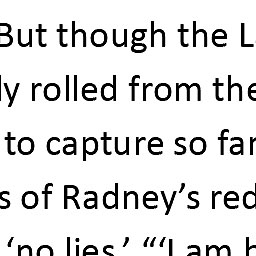 But though the L
ly rolled from the
to capture so far
s of Radney’s red
‘no lies.’ “‘I am h